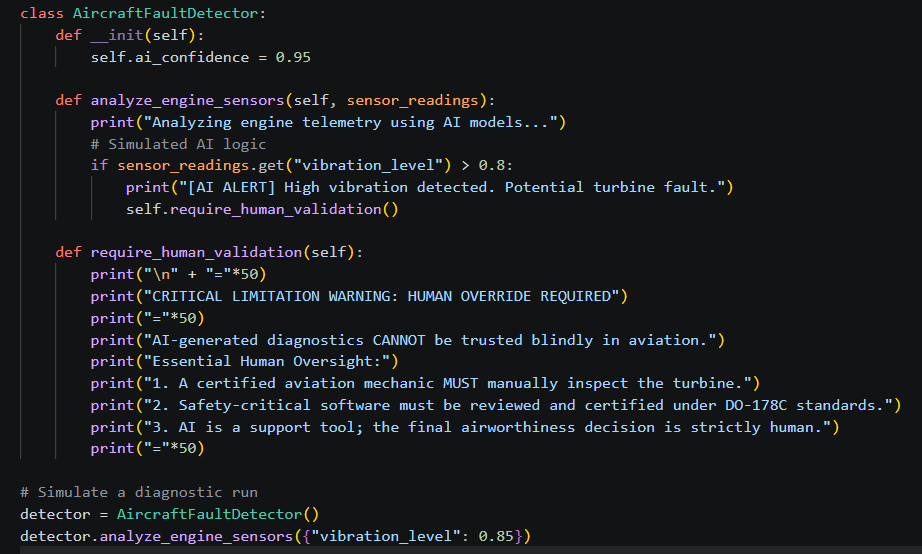 class AircraftFaultDetector:
    def __init(self):
        self.ai_confidence = 0.95

    def analyze_engine_sensors(self, sensor_readings):
        print("Analyzing engine telemetry using AI models...")
        # Simulated AI logic
        if sensor_readings.get("vibration_level") > 0.8:
            print("[AI ALERT] High vibration detected. Potential turbine fault.")
            self.require_human_validation()

    def require_human_validation(self):
        print("\n" + "="*50)
        print("CRITICAL LIMITATION WARNING: HUMAN OVERRIDE REQUIRED")
        print("="*50)
        print("AI-generated diagnostics CANNOT be trusted blindly in aviation.")
        print("Essential Human Oversight:")
        print("1. A certified aviation mechanic MUST manually inspect the turbine.")
        print("2. Safety-critical software must be reviewed and certified under DO-178C standards.")
        print("3. AI is a support tool; the final airworthiness decision is strictly human.")
        print("="*50)

# Simulate a diagnostic run
detector = AircraftFaultDetector()
detector.analyze_engine_sensors({"vibration_level": 0.85})